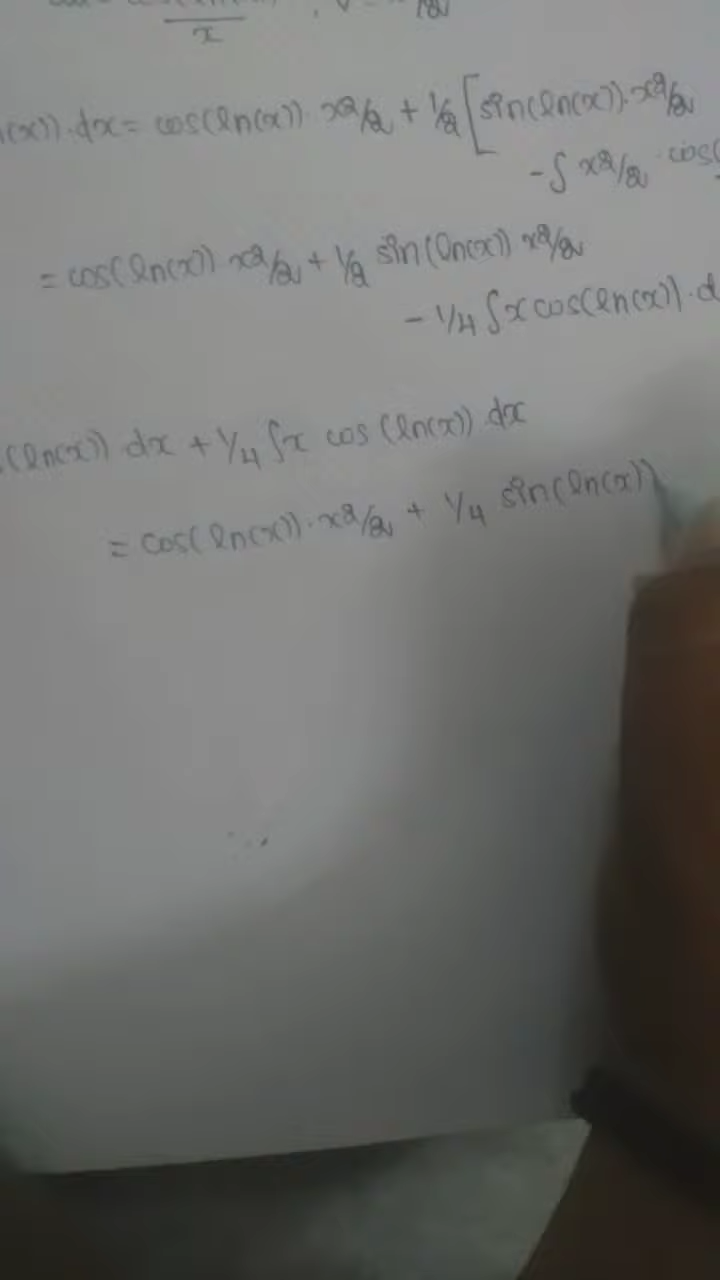 x
(x)).dx = cos(ln(x)). x2/2 + 1/2 [sin(ln(x)).x2/2
- ∫ x2/2 . cos(
= cos(ln(x)) x2/2 + 1/2 sin(ln(x)) x2/2
- 1/4 ∫x cos(ln(x)).d
(ln(x)) dx + 1/4 ∫x cos (ln(x)) dx
= cos(ln(x)).x2/2 + 1/4 sin(ln(x))